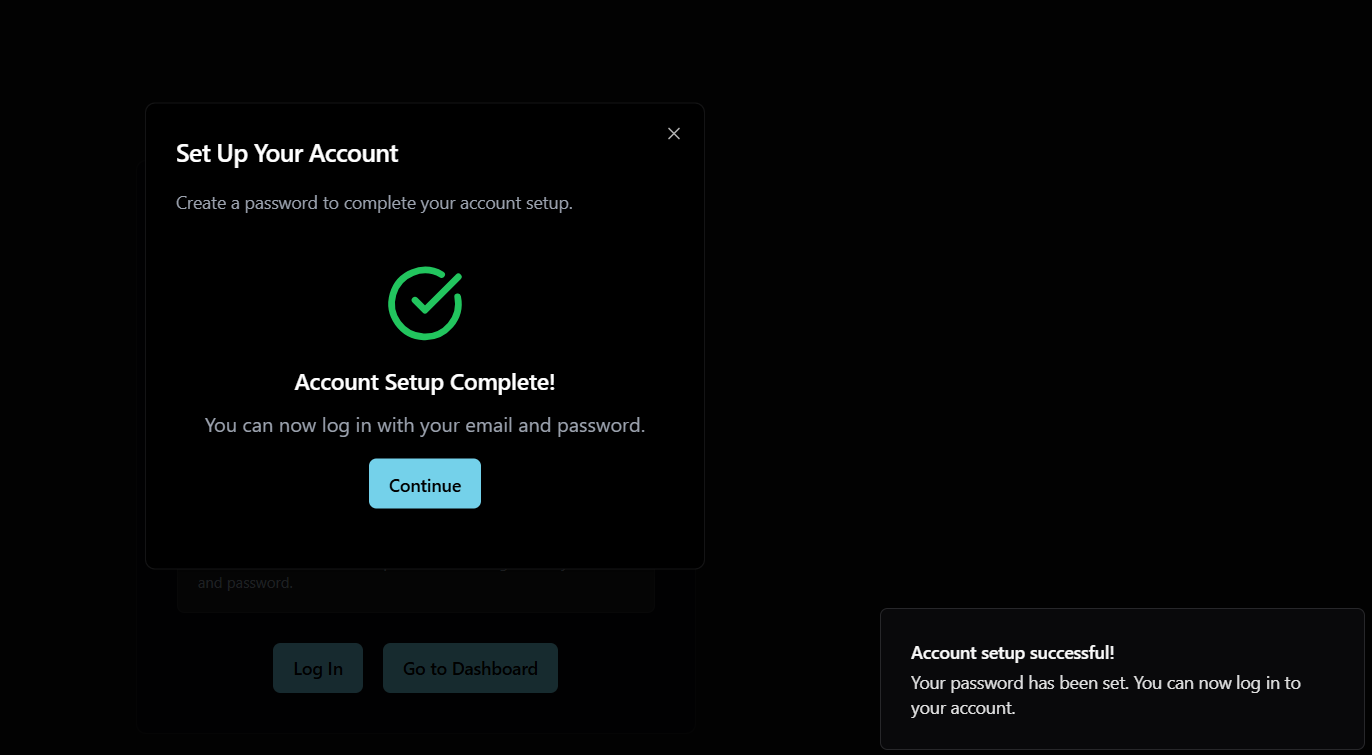 Set Up Your Account
Create a password to complete your account setup.
Account Setup Complete!
You can now log in with your email and password.
Continue
and password.
Log In
Go to Dashboard
Account setup successful!
Your password has been set. You can now log in to
your account.